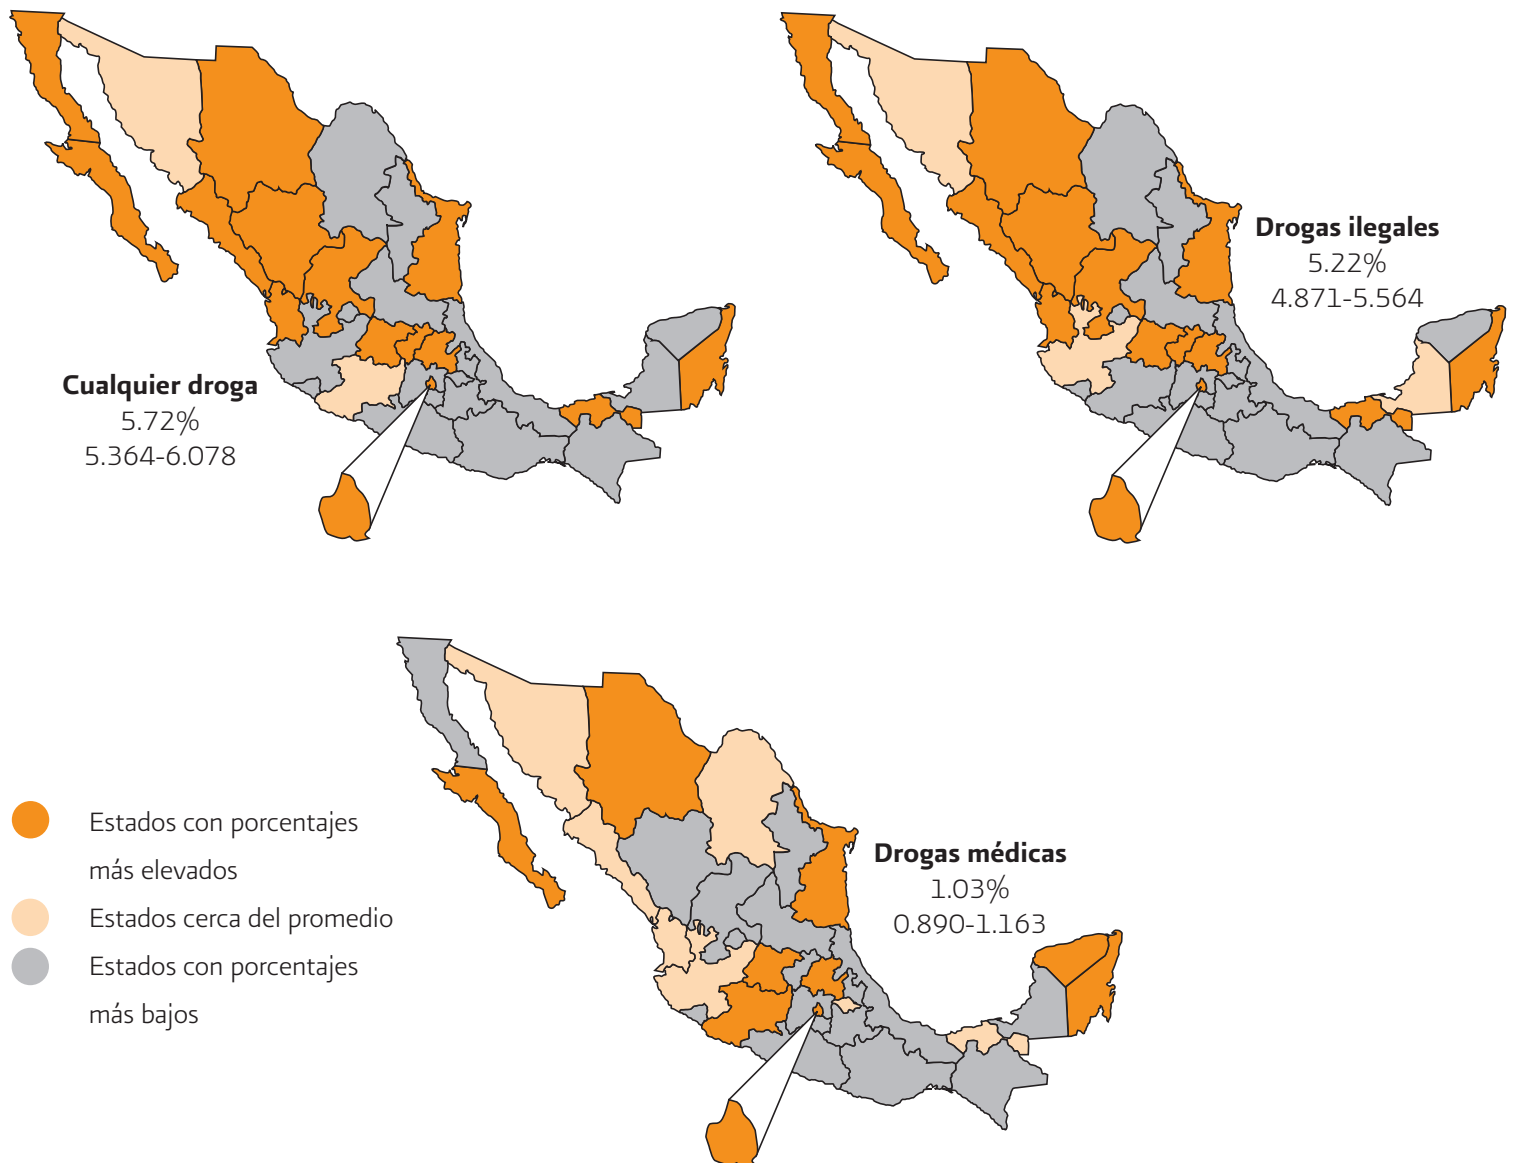 Drogas ilegales
5.22%
4.871-5.564
Cualquier droga
5.72%
5.364-6.078
Drogas médicas
1.03%
0.890-1.163
Estados con porcentajes
más elevados
Estados cerca del promedio
Estados con porcentajes
más bajos